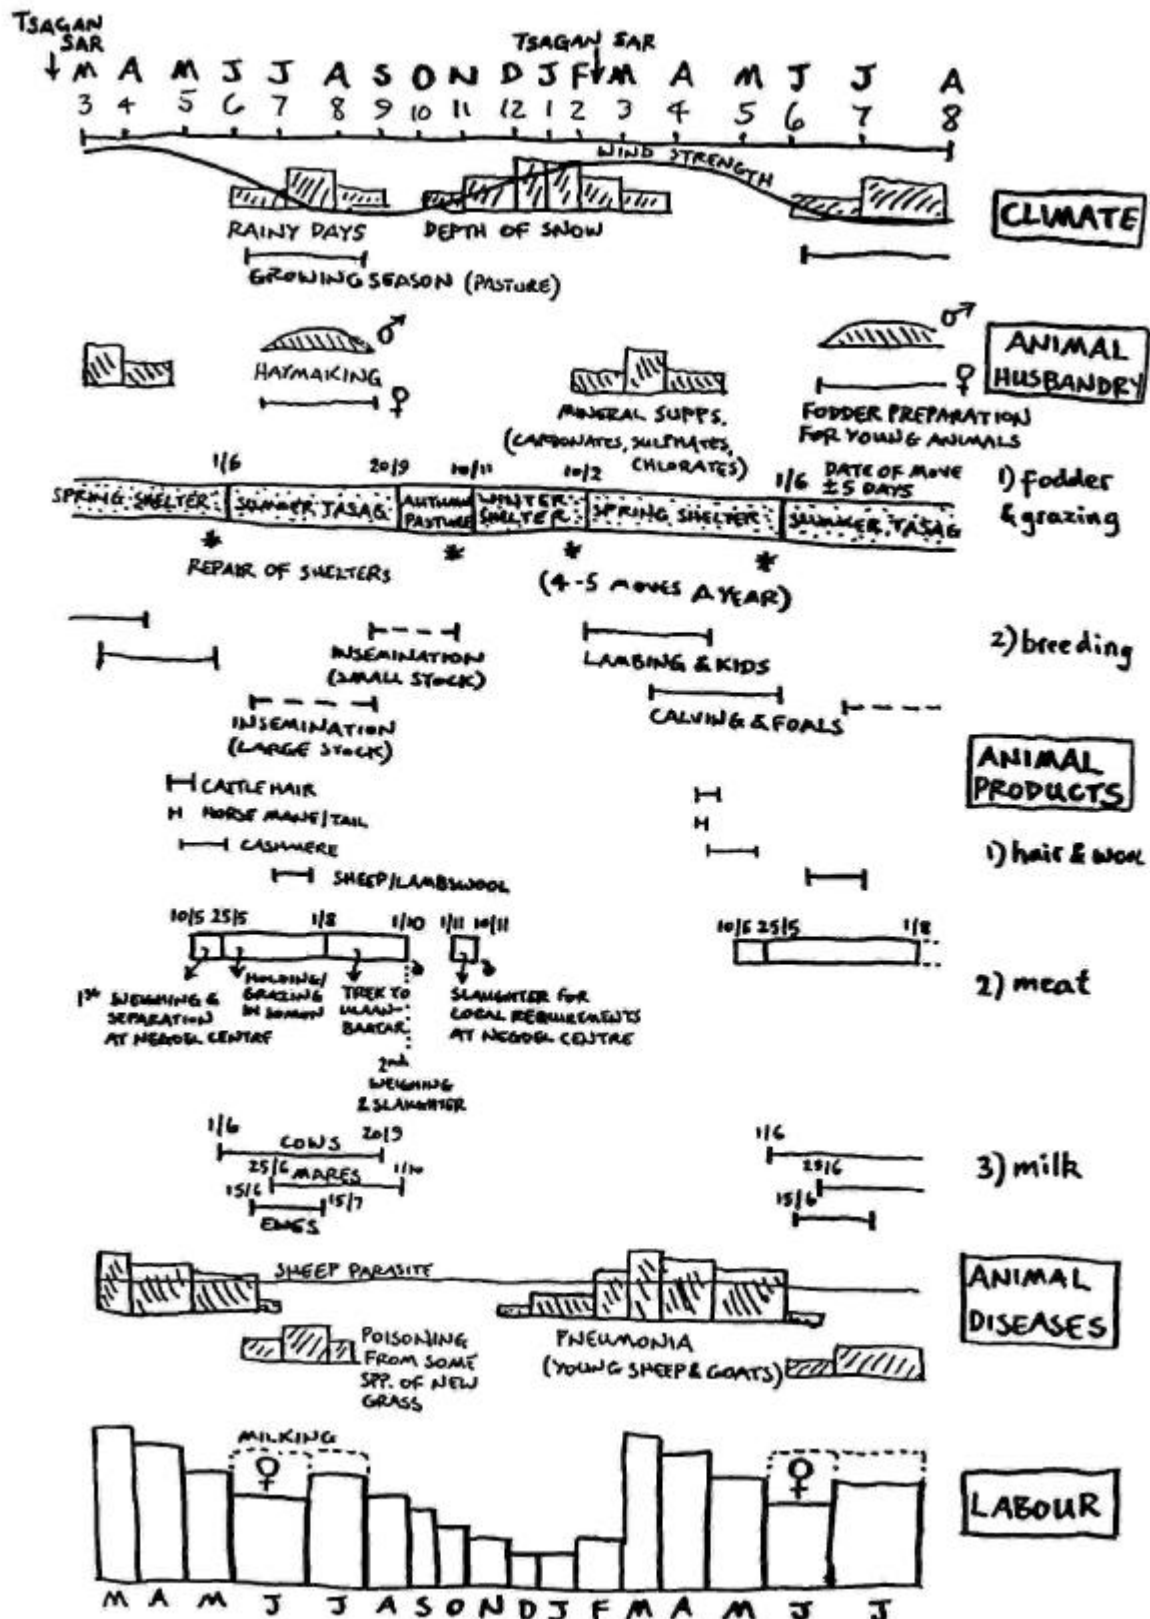 TSAGAN
SAR
TSAGAN SAR
M A M J J A S O N D J F M A M J J A
3 4 5 6 7 8 9 10 11 12 1 2 3 4 5 6 7 8
WIND STRENGTH
RAINY DAYS
DEPTH OF SNOW
CLIMATE
GROWING SEASON (PASTURE)
♂
♂
ANIMAL
HUSBANDRY
HAYMAKING
♀
♀
MINERAL SUPPS.
(CARBONATES, SULPHATES,
CHLORATES)
FODDER PREPARATION
FOR YOUNG ANIMALS
1/6 20/9 10/11 10/2 1/6
DATE OF MOVE
±5 DAYS
1) fodder
& grazing
SPRING SHELTER
SUMMER JASAG
AUTUMN
PASTURE
WINTER
SHELTER
SPRING SHELTER
SUMMER JASAG
* * * *
REPAIR OF SHELTERS
(4-5 MOVES A YEAR)
2) breeding
INSEMINATION
(SMALL STOCK)
LAMBING & KIDS
INSEMINATION
(LARGE STOCK)
CALVING & FOALS
ANIMAL
PRODUCTS
CATTLE HAIR
HORSE MANE/TAIL
CASHMERE
SHEEP/LAMBSWOOL
1) hair & wool
10/5 25/5 1/8 1/10 1/11 10/11 10/5 25/5 1/8
2) meat
1st WEIGHING &
SEPARATION
AT NEGDEL CENTRE
HOLDING/
GRAZING
IN SOMON
TREK TO
ULAAN-
BAATAR
SLAUGHTER FOR
LOCAL REQUIREMENTS
AT NEGDEL CENTRE
2nd
WEIGHING
& SLAUGHTER
1/6 COWS 20/9
25/6 MARES 1/10
15/6 15/7
EWES
1/6
25/6
15/6
3) milk
SHEEP PARASITE
ANIMAL
DISEASES
POISONING
FROM SOME
SPP. OF NEW
GRASS
PNEUMONIA
(YOUNG SHEEP & GOATS)
MILKING
♀
♀
LABOUR
M A M J J A S O N D J F M A M J J